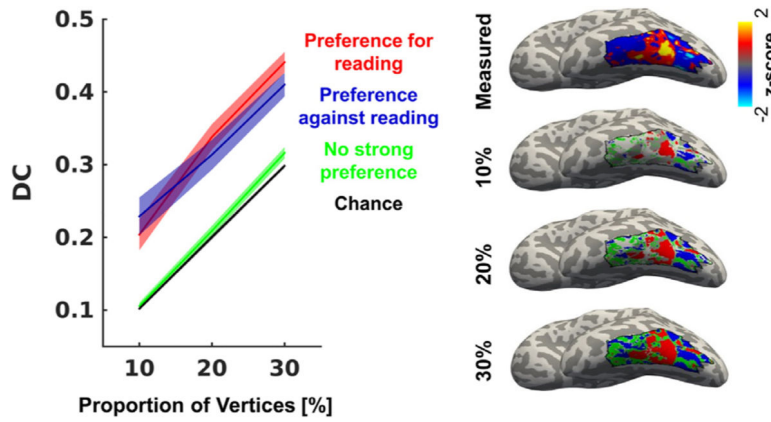 0.5
0.4
0.3
0.2
0.1
DC
10
20
30
Proportion of Vertices [%]
Preference for
reading
Preference
against reading
No strong
preference
Chance
Measured
10%
20%
30%
2
-2
z-score